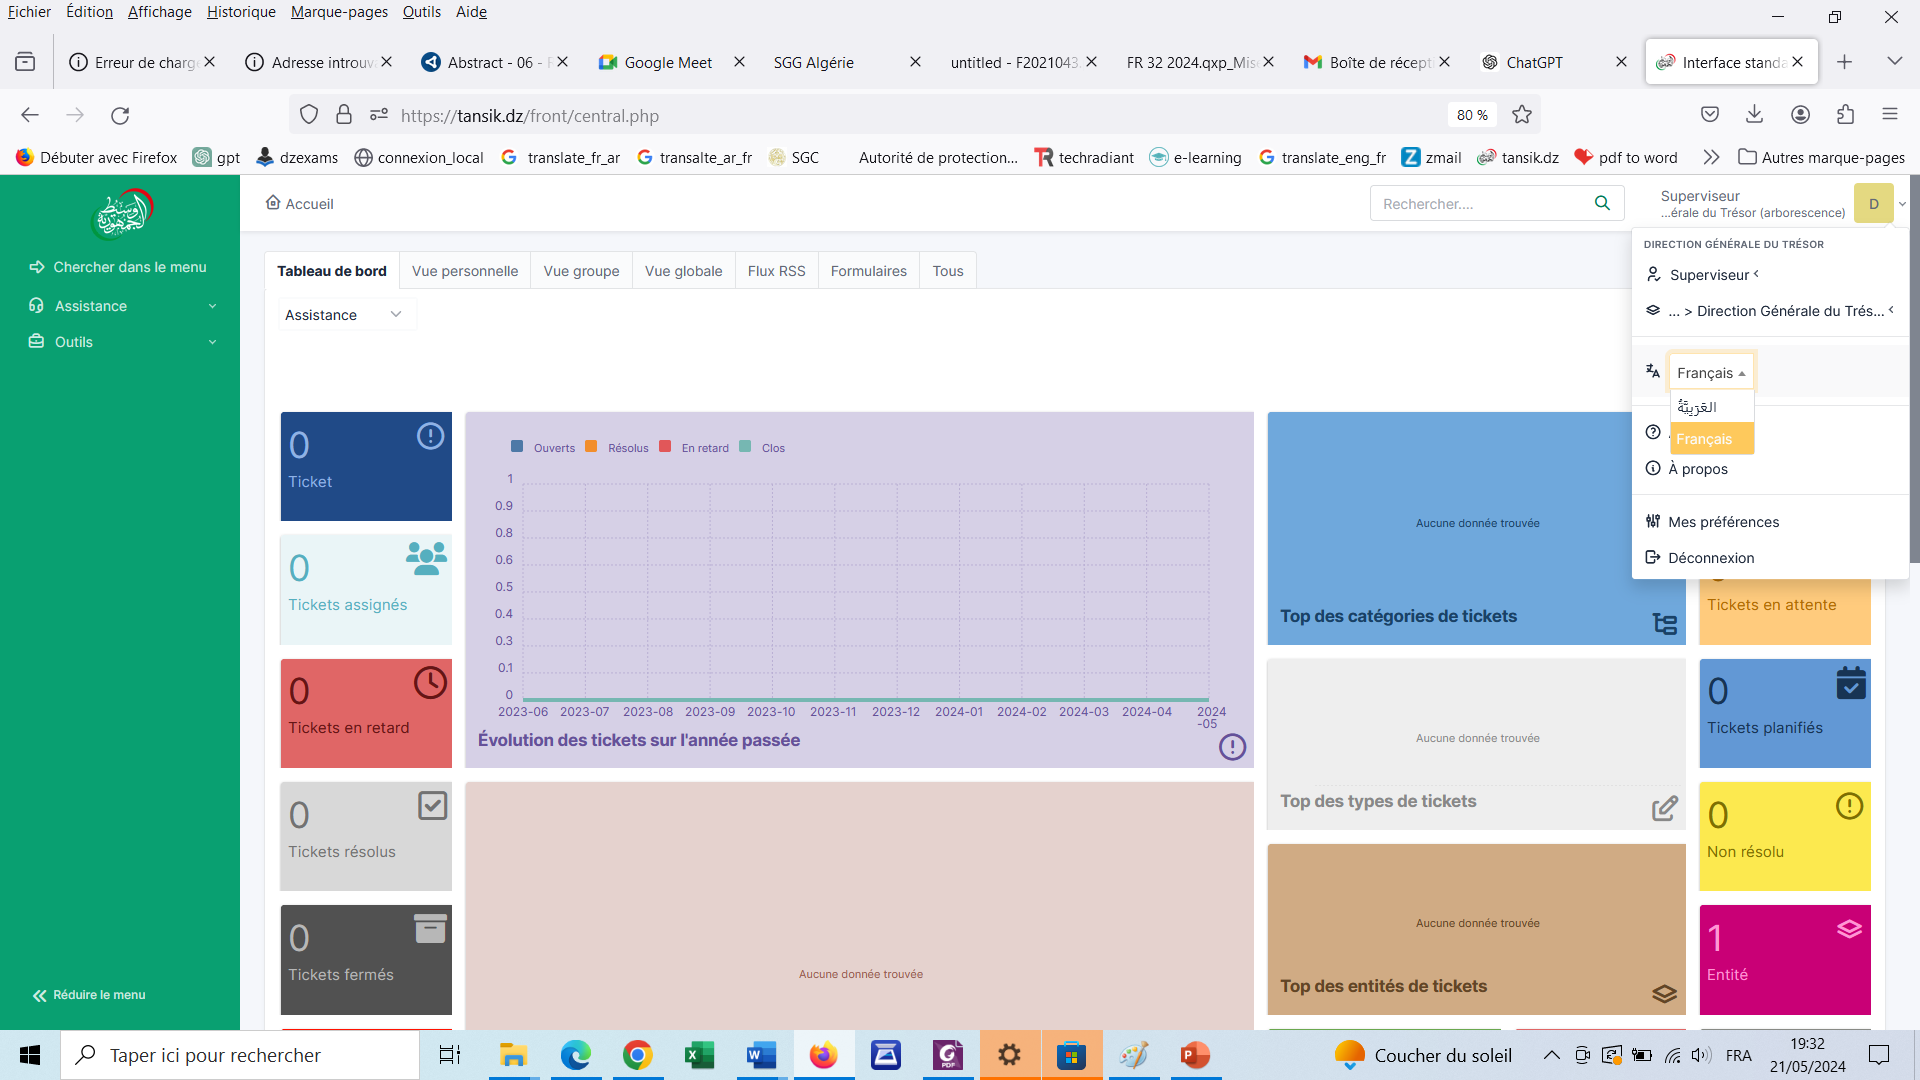 Fichier Édition Affichage Historique Marque-pages Outils Aide
Erreur de charge
Adresse introuv
Abstract - 06 -
Google Meet
SGG Algérie
untitled - F2021043
FR 32 2024.qxp_Mis
Boîte de récept
ChatGPT
Interface standa
https://tansik.dz/front/central.php
80 %
Débuter avec Firefox
gpt
dzexams
connexion_local
translate_fr_ar
transalte_ar_fr
SGC
Autorité de protection...
techradiant
e-learning
translate_eng_fr
zmail
tansik.dz
pdf to word
Autres marque-pages
Accueil
Rechercher....
Superviseur
...érale du Trésor (arborescence)
D
Chercher dans le menu
Assistance
Outils
Réduire le menu
Tableau de bord
Vue personnelle
Vue groupe
Vue globale
Flux RSS
Formulaires
Tous
Assistance
DIRECTION GÉNÉRALE DU TRÉSOR
Superviseur
... > Direction Générale du Trés...
Français
العَرَبِيَّةُ
Français
À propos
Mes préférences
Déconnexion
0
Ticket
0
Tickets assignés
0
Tickets en retard
0
Tickets résolus
0
Tickets fermés
Ouverts Résolus En retard Clos
1
0.9
0.8
0.6
0.5
0.4
0.3
0.1
0
2023-06 2023-07 2023-08 2023-09 2023-10 2023-11 2023-12 2024-01 2024-02 2024-03 2024-04 2024
-05
Évolution des tickets sur l'année passée
Aucune donnée trouvée
Aucune donnée trouvée
Top des catégories de tickets
Aucune donnée trouvée
Top des types de tickets
Aucune donnée trouvée
Top des entités de tickets
Tickets en attente
0
Tickets planifiés
0
Non résolu
1
Entité
Taper ici pour rechercher
Coucher du soleil
FRA
19:32
21/05/2024